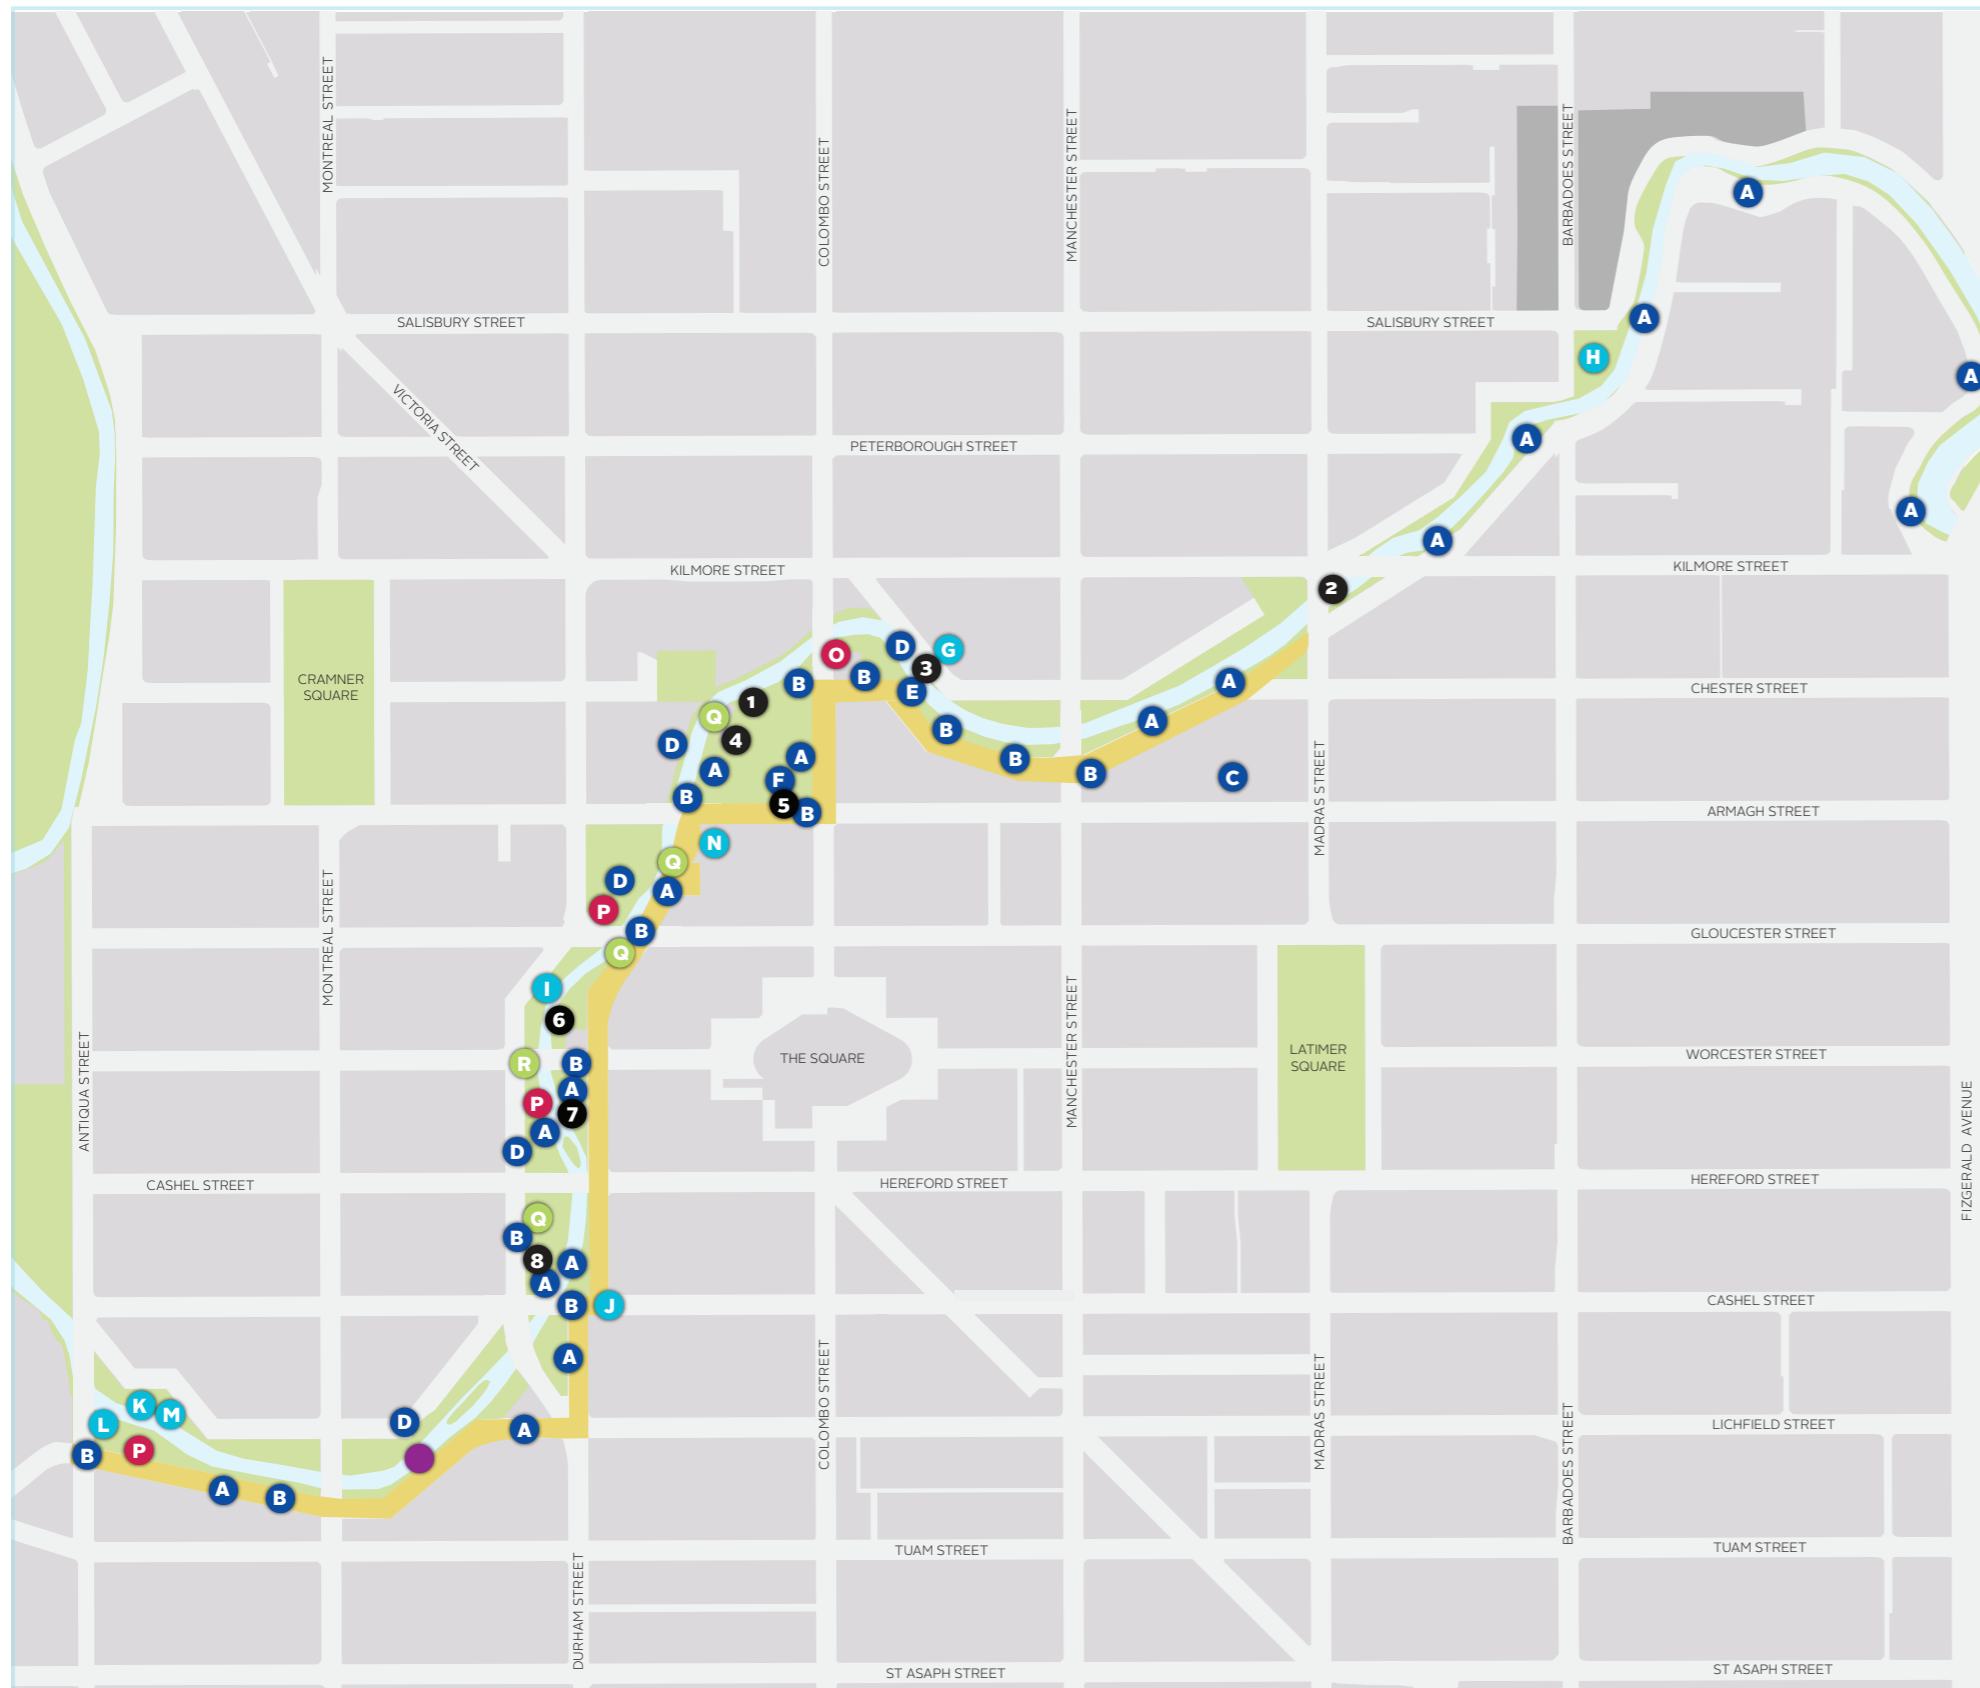 MONTREAL STREET
COLOMBO STREET
MANCHESTER STREET
BARBADOES STREET
A
SALISBURY STREET
SALISBURY STREET
A
H
A
VICTORIA STREET
A
PETERBOROUGH STREET
A
A
KILMORE STREET
KILMORE STREET
2
CRAMNER
SQUARE
O
D
G
3
B
B
E
A
CHESTER STREET
Q
1
B
A
D
4
A
A
B
B
C
F
B
5
B
MADRAS STREET
ARMAGH STREET
N
Q
D
A
P
B
GLOUCESTER STREET
Q
MONTREAL STREET
I
6
MANCHESTER STREET
ANTIQUA STREET
R
B
THE SQUARE
LATIMER
SQUARE
WORCESTER STREET
A
P
7
A
D
FIZGERALD AVENUE
CASHEL STREET
HEREFORD STREET
HEREFORD STREET
Q
B
8
A
A
B
J
CASHEL STREET
A
COLOMBO STREET
MADRAS STREET
BARBADOES STREET
K
M
L
D
A
LICHFIELD STREET
B
P
A
B
TUAM STREET
TUAM STREET
DURHAM STREET
ST ASAPH STREET
ST ASAPH STREET